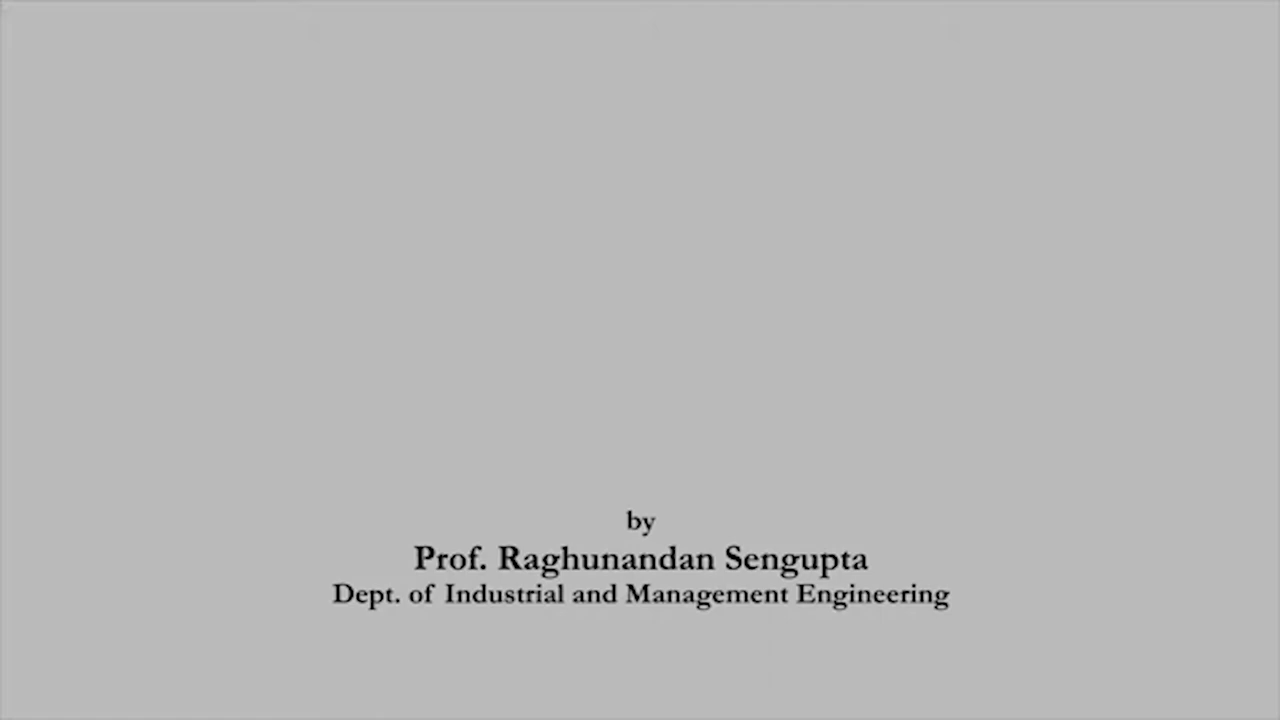 by
Prof. Raghunandan Sengupta
Dept. of Industrial and Management Engineering